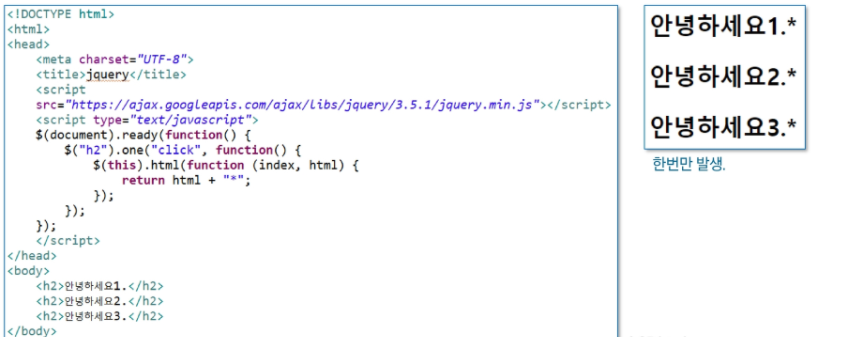 <!DOCTYPE html>
<html>
<head>
    <meta charset="UTF-8">
    <title>jquery</title>
    <script
    src="https://ajax.googleapis.com/ajax/libs/jquery/3.5.1/jquery.min.js"></script>
    <script type="text/javascript">
    $(document).ready(function() {
        $("h2").one("click", function() {
            $(this).html(function (index, html) {
                return html + "*";
            });
        });
    });
    </script>
</head>
<body>
    <h2>안녕하세요1.</h2>
    <h2>안녕하세요2.</h2>
    <h2>안녕하세요3.</h2>
</body>
안녕하세요1.*
안녕하세요2.*
안녕하세요3.*
한번만 발생.